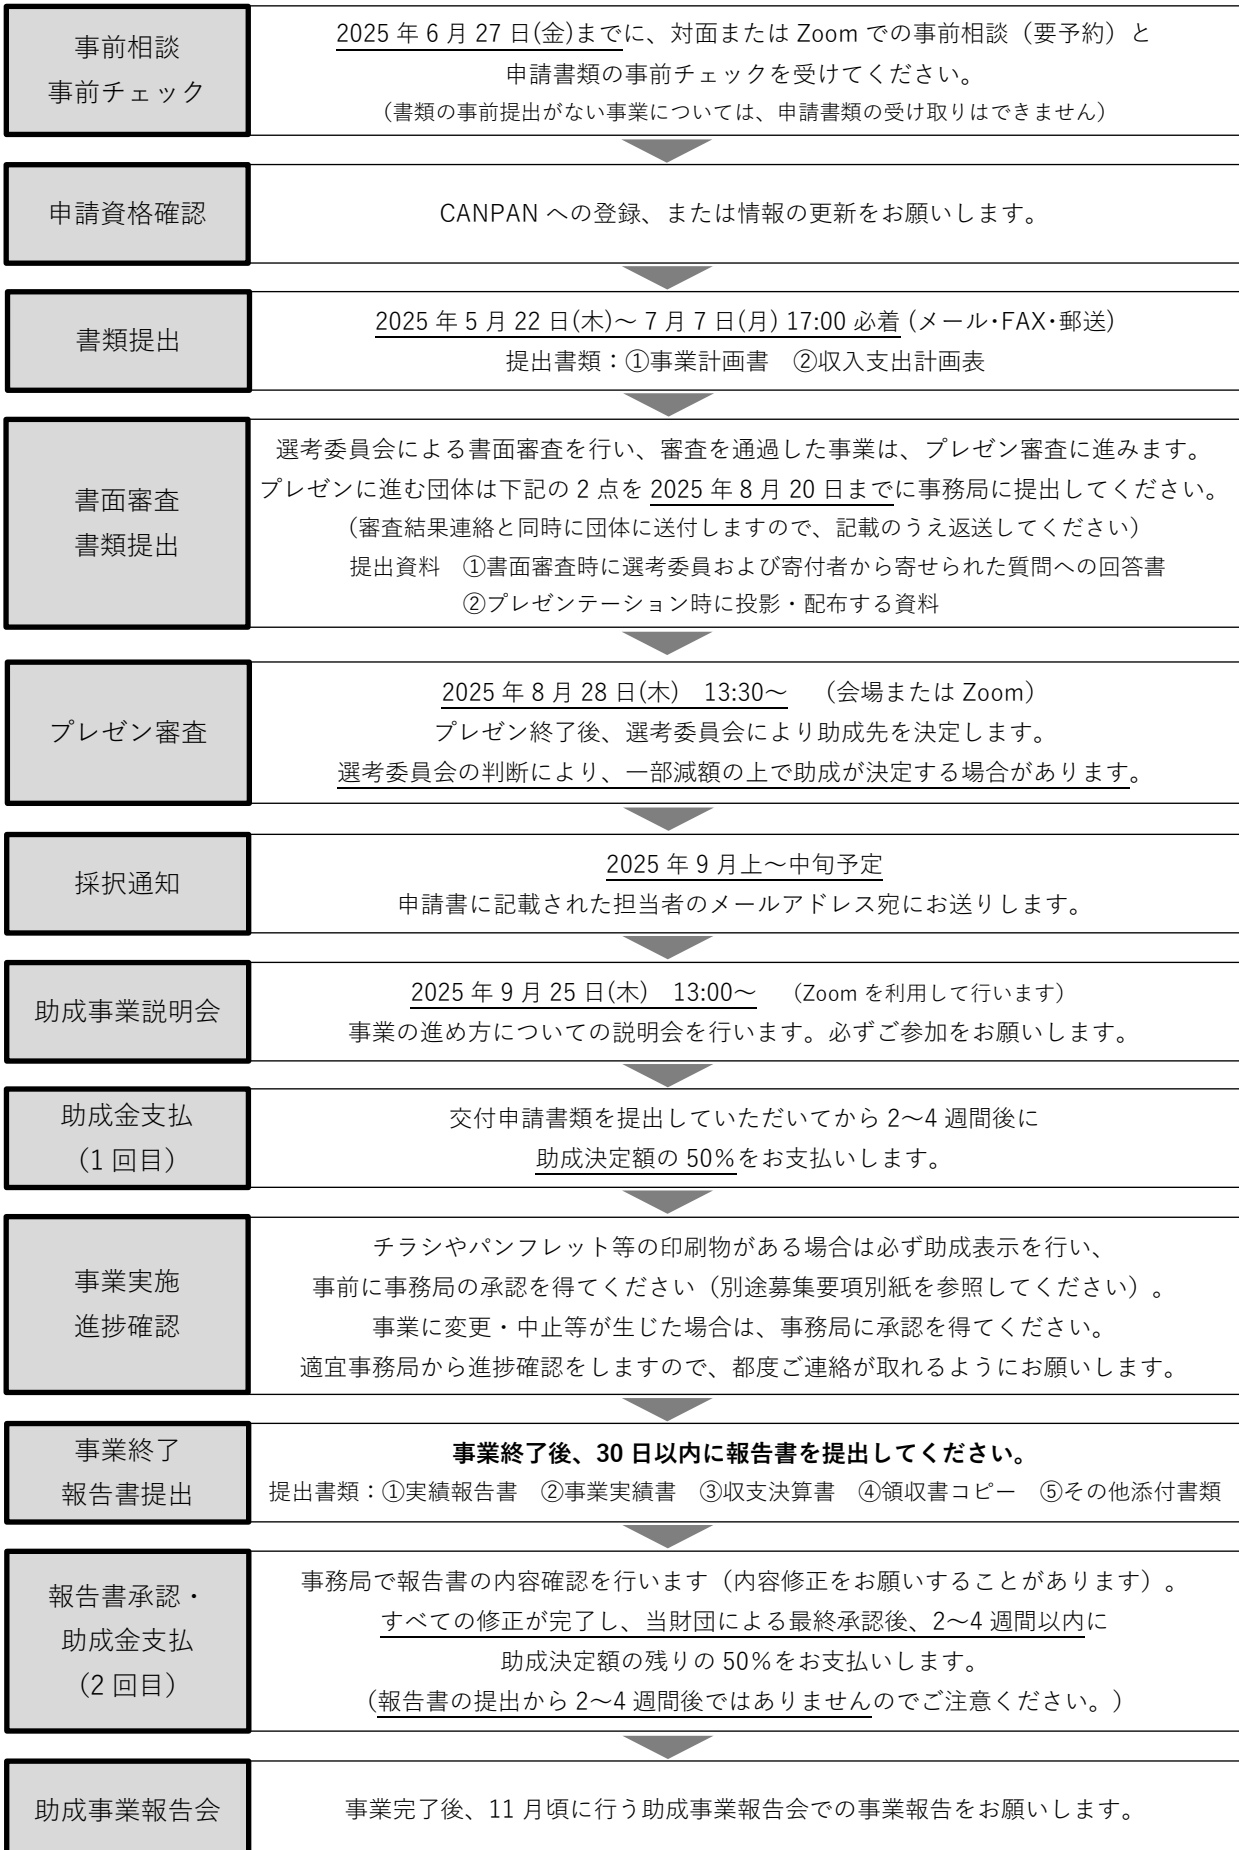 事前相談
事前チェック
2025 年 6 月 27 日(金)までに、対面または Zoom での事前相談（要予約）と
申請書類の事前チェックを受けてください。
（書類の事前提出がない事業については、申請書類の受け取りはできません）
申請資格確認
CANPAN への登録、または情報の更新をお願いします。
書類提出
2025 年 5 月 22 日(木)～ 7 月 7 日(月) 17:00 必着 (メール･FAX･郵送)
提出書類：①事業計画書　②収入支出計画表
書面審査
書類提出
選考委員会による書面審査を行い、審査を通過した事業は、プレゼン審査に進みます。
プレゼンに進む団体は下記の 2 点を 2025 年 8 月 20 日までに事務局に提出してください。
（審査結果連絡と同時に団体に送付しますので、記載のうえ返送してください）
提出資料　①書面審査時に選考委員および寄付者から寄せられた質問への回答書
②プレゼンテーション時に投影・配布する資料
プレゼン審査
2025 年 8 月 28 日(木)　13:30～　（会場または Zoom）
プレゼン終了後、選考委員会により助成先を決定します。
選考委員会の判断により、一部減額の上で助成が決定する場合があります。
採択通知
2025 年 9 月上～中旬予定
申請書に記載された担当者のメールアドレス宛にお送りします。
助成事業説明会
2025 年 9 月 25 日(木)　13:00～　（Zoom を利用して行います）
事業の進め方についての説明会を行います。必ずご参加をお願いします。
助成金支払
（1 回目）
交付申請書類を提出していただいてから 2～4 週間後に
助成決定額の 50％をお支払いします。
事業実施
進捗確認
チラシやパンフレット等の印刷物がある場合は必ず助成表示を行い、
事前に事務局の承認を得てください（別途募集要項別紙を参照してください）。
事業に変更・中止等が生じた場合は、事務局に承認を得てください。
適宜事務局から進捗確認をしますので、都度ご連絡が取れるようにお願いします。
事業終了
報告書提出
事業終了後、30 日以内に報告書を提出してください。
提出書類：①実績報告書　②事業実績書　③収支決算書　④領収書コピー　⑤その他添付書類
報告書承認・
助成金支払
（2 回目）
事務局で報告書の内容確認を行います（内容修正をお願いすることがあります）。
すべての修正が完了し、当財団による最終承認後、2～4 週間以内に
助成決定額の残りの 50％をお支払いします。
（報告書の提出から 2～4 週間後ではありませんのでご注意ください。）
助成事業報告会
事業完了後、11 月頃に行う助成事業報告会での事業報告をお願いします。